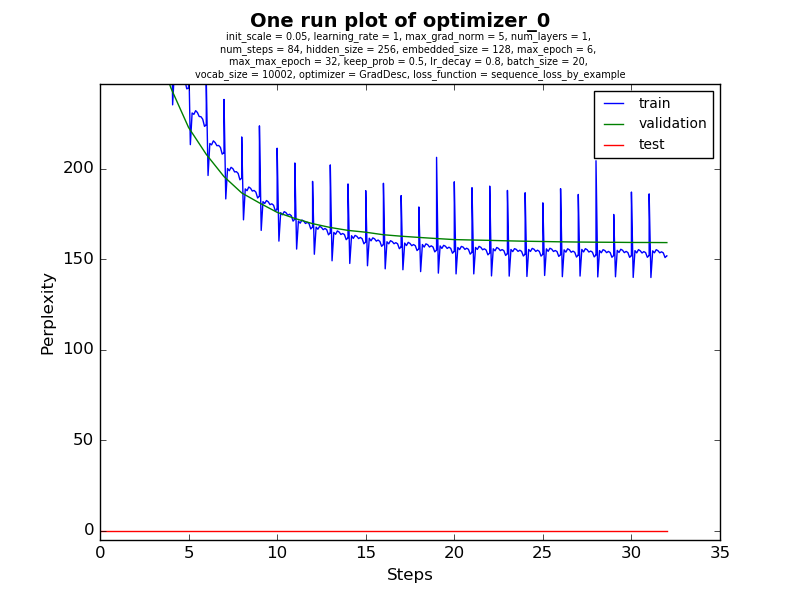 One run plot of optimizer_0
init_scale = 0.05, learning_rate = 1, max_grad_norm = 5, num_layers = 1,
num_steps = 84, hidden_size = 256, embedded_size = 128, max_epoch = 6,
max_max_epoch = 32, keep_prob = 0.5, lr_decay = 0.8, batch_size = 20,
vocab_size = 10002, optimizer = GradDesc, loss_function = sequence_loss_by_example
train
validation
test
200
150
100
50
0
Perplexity
0 5 10 15 20 25 30 35
Steps